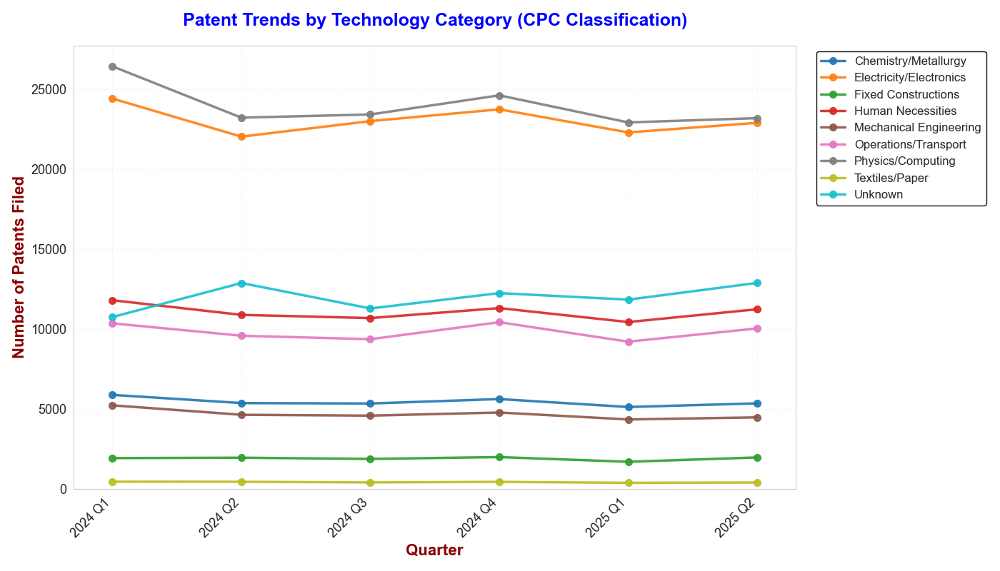 Patent Trends by Technology Category (CPC Classification)
Number of Patents Filed
25000
20000
15000
10000
5000
0
2024 Q1
2024 Q2
2024 Q3
2024 Q4
2025 Q1
2025 Q2
Quarter
Chemistry/Metallurgy
Electricity/Electronics
Fixed Constructions
Human Necessities
Mechanical Engineering
Operations/Transport
Physics/Computing
Textiles/Paper
Unknown